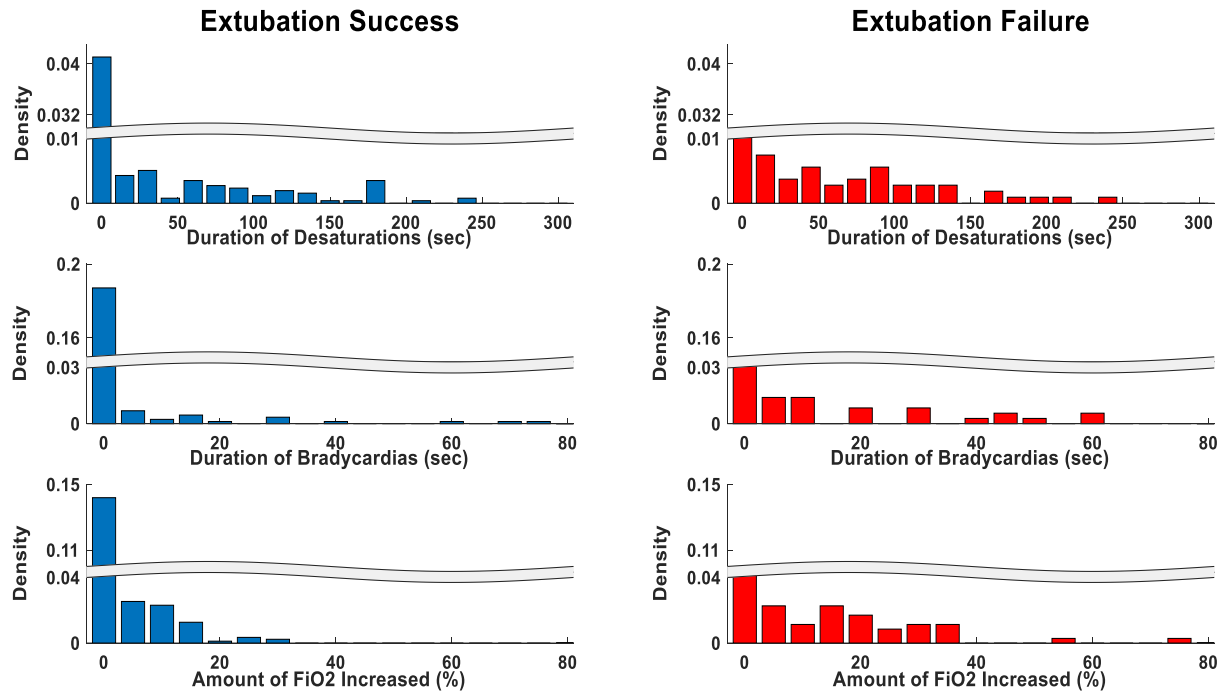 Extubation Success
Extubation Failure
Density
0.04
0.032
0.01
0
0 50 100 150 200 250 300
Duration of Desaturations (sec)
Density
0.04
0.032
0.01
0
0 50 100 150 200 250 300
Duration of Desaturations (sec)
Density
0.2
0.16
0.03
0
0 20 40 60 80
Duration of Bradycardias (sec)
Density
0.2
0.16
0.03
0
0 20 40 60 80
Duration of Bradycardias (sec)
Density
0.15
0.11
0.04
0
0 20 40 60 80
Amount of FiO2 Increased (%)
Density
0.15
0.11
0.04
0
0 20 40 60 80
Amount of FiO2 Increased (%)